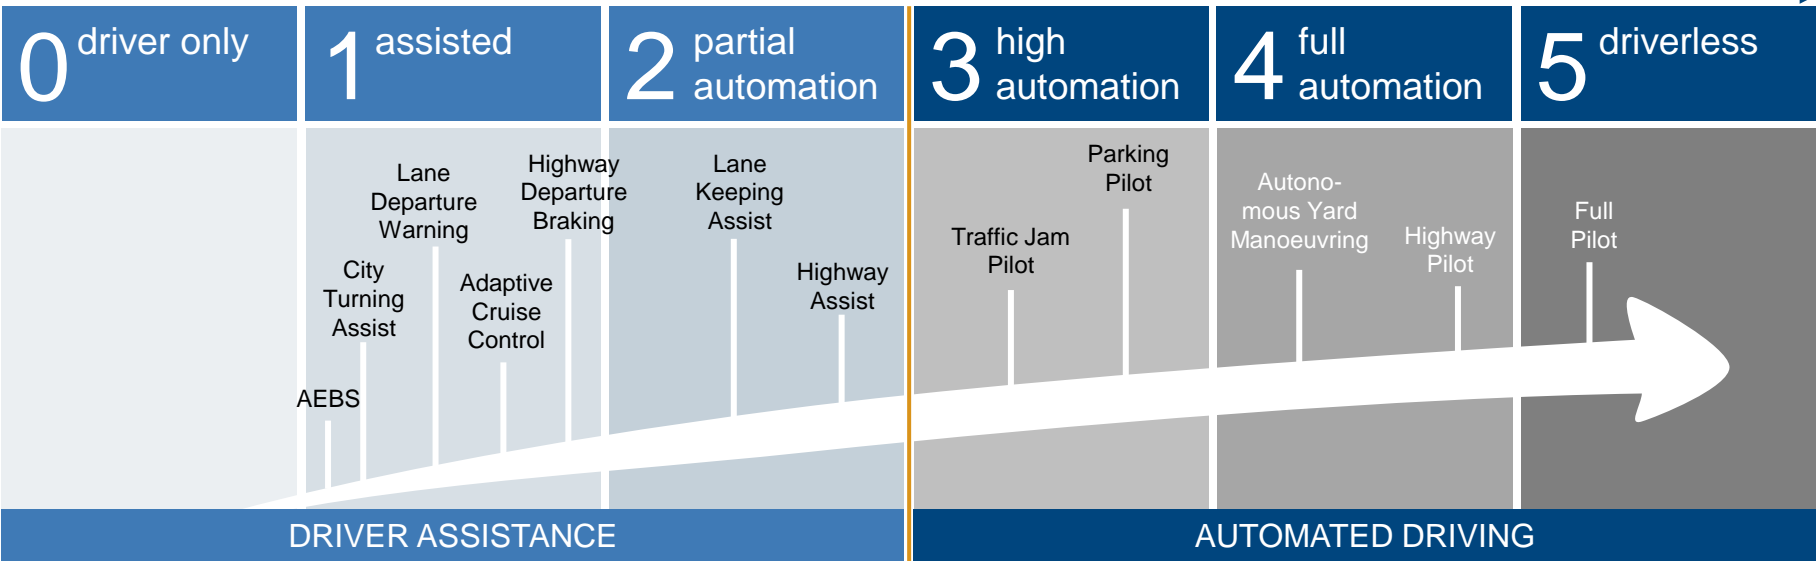 0 driver only
1 assisted
2 partial
automation
3 high
automation
4 full
automation
5 driverless
AEBS
City
Turning
Assist
Lane
Departure
Warning
Adaptive
Cruise
Control
Highway
Departure
Braking
Lane
Keeping
Assist
Highway
Assist
Traffic Jam
Pilot
Parking
Pilot
Autono-
mous Yard
Manoeuvring
Highway
Pilot
Full
Pilot
DRIVER ASSISTANCE
AUTOMATED DRIVING